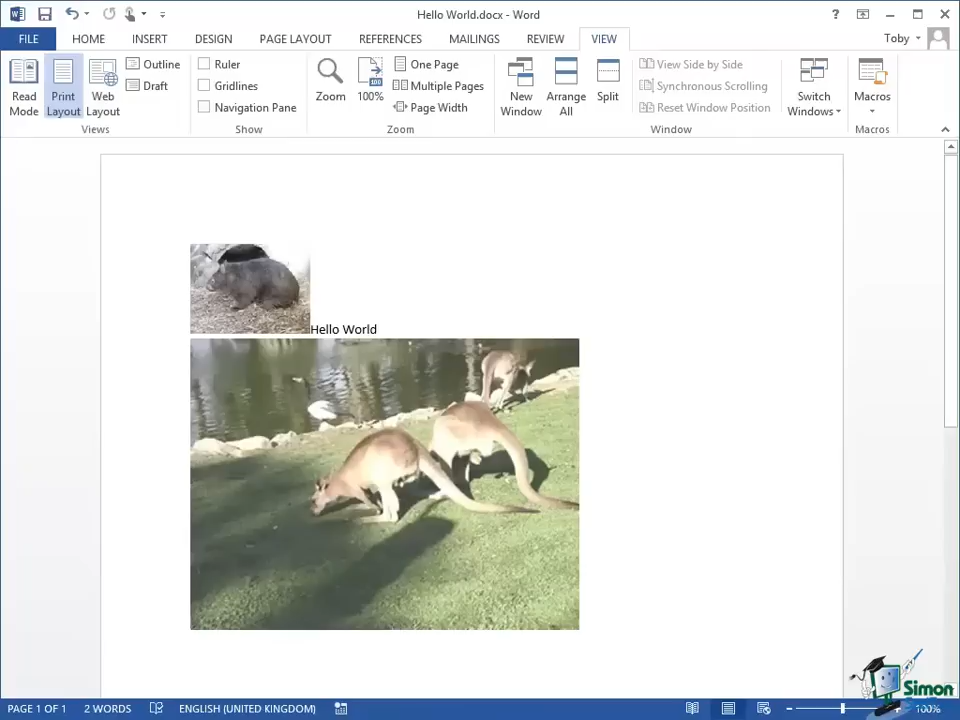 Hello World.docx - Word
FILE HOME INSERT DESIGN PAGE LAYOUT REFERENCES MAILINGS REVIEW VIEW Toby
Read Mode
Print Layout
Web Layout
Outline
Draft
Views
Ruler
Gridlines
Navigation Pane
Show
Zoom
100%
One Page
Multiple Pages
Page Width
Zoom
New Window
Arrange All
Split
View Side by Side
Synchronous Scrolling
Reset Window Position
Window
Switch Windows
Macros
Macros
Hello World
Simon
PAGE 1 OF 1 2 WORDS ENGLISH (UNITED KINGDOM) 100%